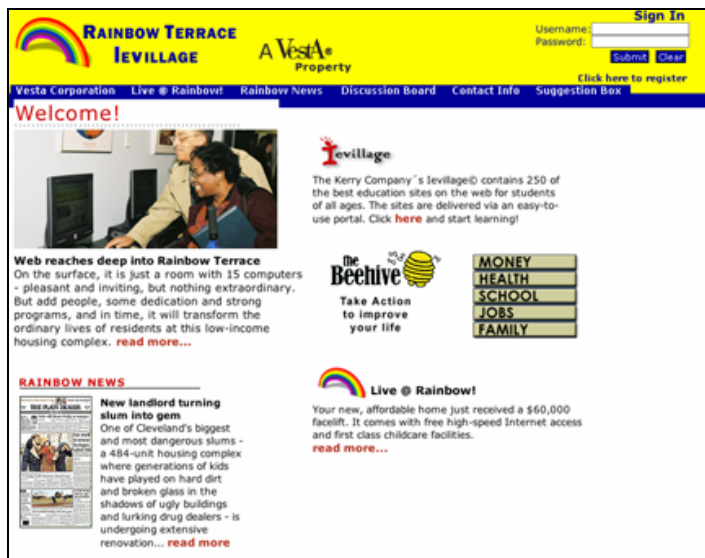 RAINBOW TERRACE
IEVILLAGE
A VestA®
Property
Sign In
Username:
Password:
Submit Clear
Click here to register
Vesta Corporation Live @ Rainbow! Rainbow News Discussion Board Contact Info Suggestion Box
Welcome!
Web reaches deep into Rainbow Terrace
On the surface, it is just a room with 15 computers
- pleasant and inviting, but nothing extraordinary.
But add people, some dedication and strong
programs, and in time, it will transform the
ordinary lives of residents at this low-income
housing complex. read more...
RAINBOW NEWS
THE PLAIN DEALER
New landlord turning
slum into gem
One of Cleveland's biggest
and most dangerous slums -
a 484-unit housing complex
where generations of kids
have played on hard dirt
and broken glass in the
shadows of ugly buildings
and lurking drug dealers - is
undergoing extensive
renovation... read more
Ievillage
The Kerry Company´s Ievillage© contains 250 of
the best education sites on the web for students
of all ages. The sites are delivered via an easy-to-
use portal. Click here and start learning!
the
Beehive
Take Action
to improve
your life
MONEY
HEALTH
SCHOOL
JOBS
FAMILY
Live @ Rainbow!
Your new, affordable home just received a $60,000
facelift. It comes with free high-speed Internet access
and first class childcare facilities.
read more...